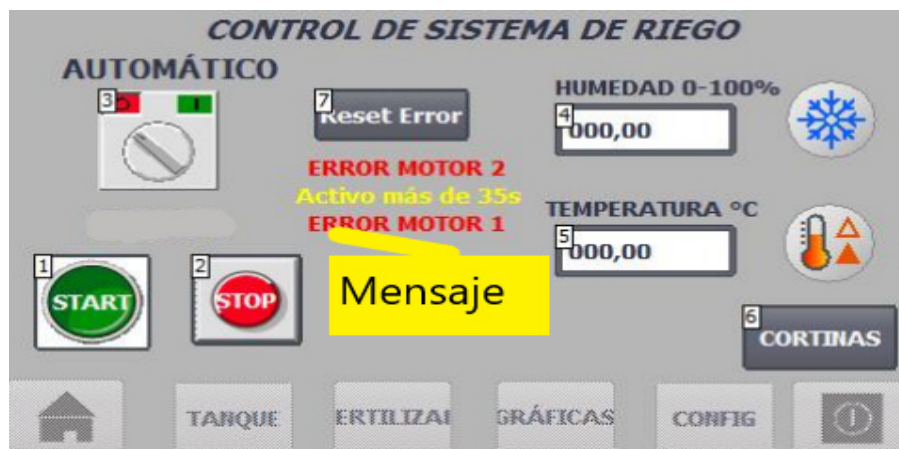 CONTROL DE SISTEMA DE RIEGO
AUTOMÁTICO
3
O
I
7
Reset Error
HUMEDAD 0-100%
4
000,00
ERROR MOTOR 2
Activo más de 35s
ERROR MOTOR 1
TEMPERATURA °C
5
000,00
1
START
2
STOP
Mensaje
6
CORTINAS
TANQUE
ERTILIZAI
GRÁFICAS
CONFIG